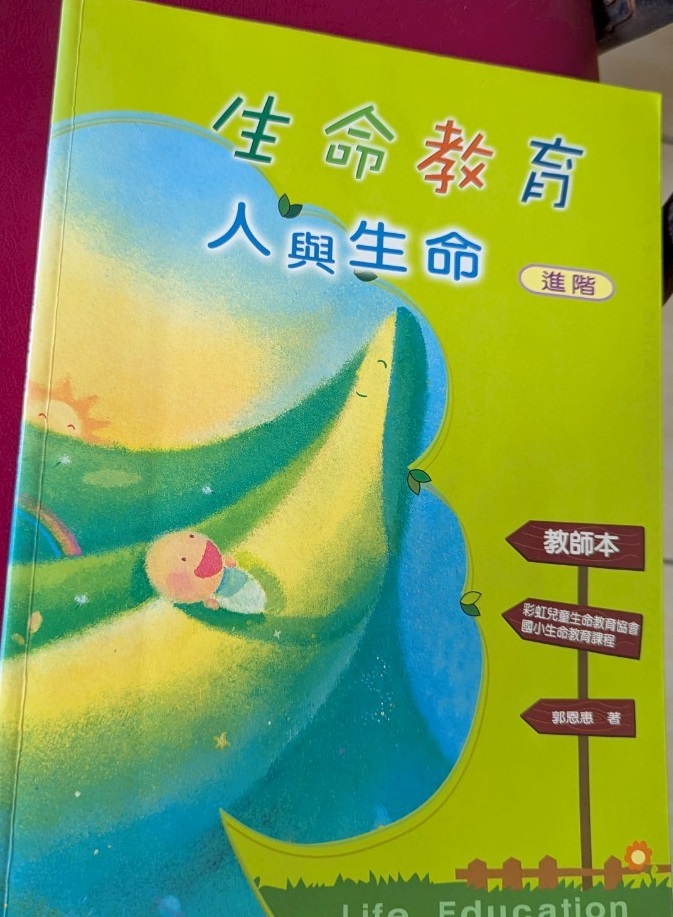 生命教育
人與生命
進階
教師本
彩虹兒童生命教育協會
國小生命教育課程
郭恩惠 著
Life Education